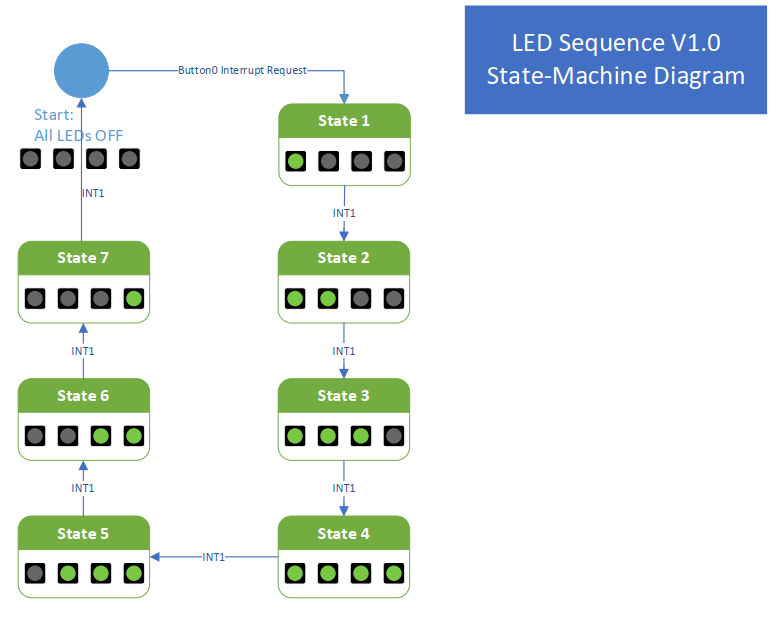 LED Sequence V1.0
State-Machine Diagram
Button0 Interrupt Request
Start:
All LEDs OFF
State 1
INT1
INT1
State 7
State 2
INT1
INT1
State 6
State 3
INT1
INT1
State 5
State 4
INT1